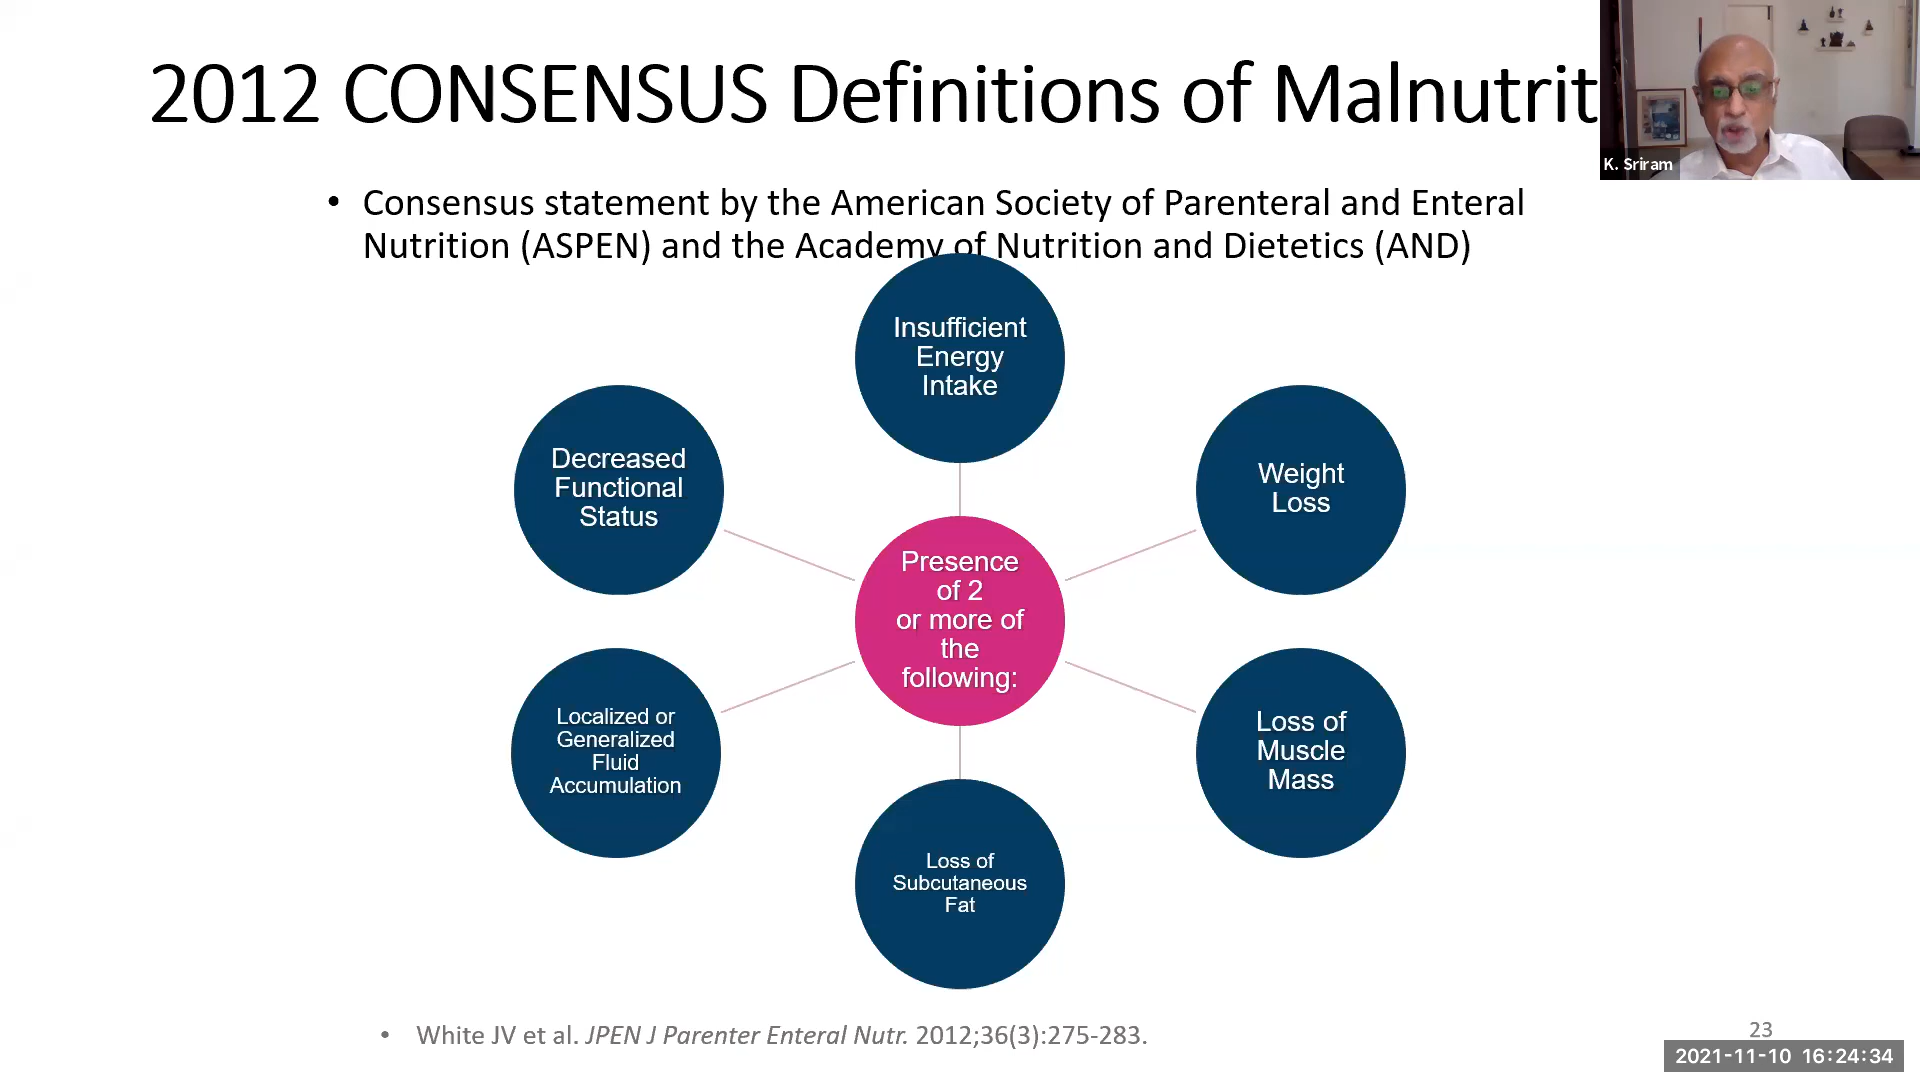 2012 CONSENSUS Definitions of Malnutrit
K. Sriram
• Consensus statement by the American Society of Parenteral and Enteral
Nutrition (ASPEN) and the Academy of Nutrition and Dietetics (AND)
Insufficient
Energy
Intake
Weight
Loss
Loss of
Muscle
Mass
Loss of
Subcutaneous
Fat
Localized or
Generalized
Fluid
Accumulation
Decreased
Functional
Status
Presence
of 2
or more of
the
following:
• White JV et al. JPEN J Parenter Enteral Nutr. 2012;36(3):275-283.
23
2021-11-10 16:24:34